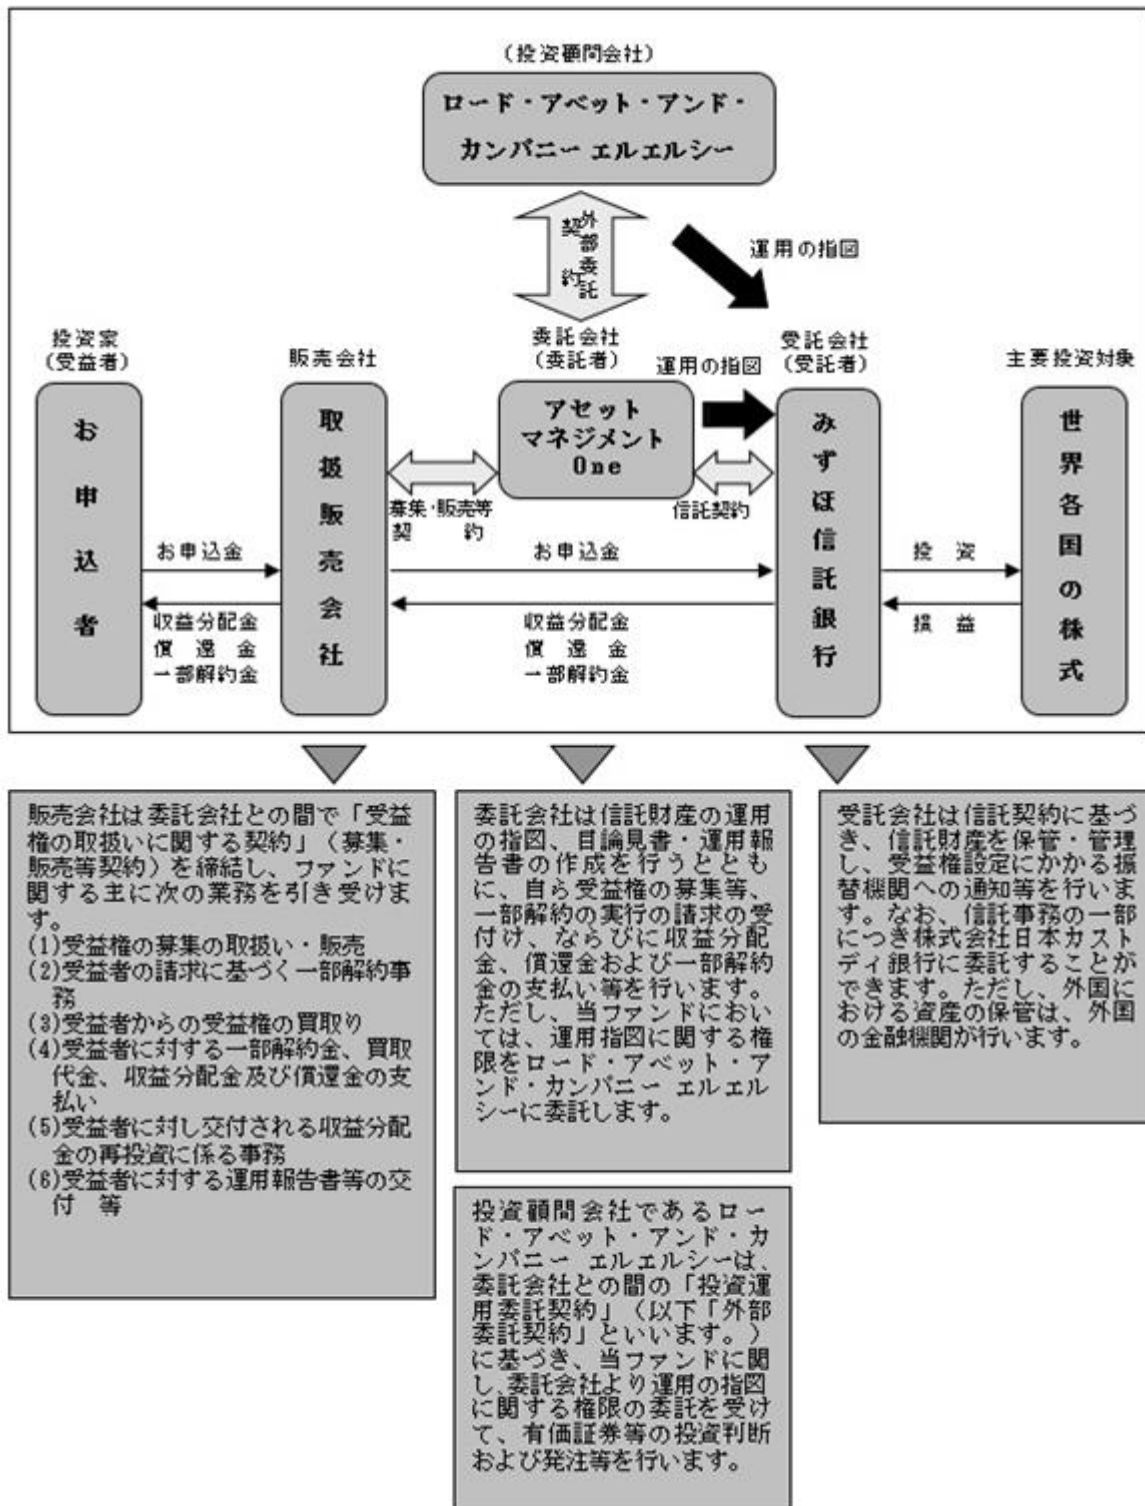 (投資顧問会社)
ロード・アベット・アンド・
カンパニー エルエルシー
外部委託
契約
運用の指図
投資家
(受益者)
お申込者
販売会社
取扱販売会社
委託会社
(委託者)
アセット
マネジメント
One
運用の指図
受託会社
(受託者)
みずほ信託銀行
主要投資対象
世界各国の株式
募集・販売等
契 約
信託契約
お申込金
お申込金
投 資
収益分配金
償 還 金
一部解約金
収益分配金
償 還 金
一部解約金
損 益
販売会社は委託会社との間で「受益
権の取扱いに関する契約」(募集・
販売等契約)を締結し、ファンドに
関する主に次の業務を引き受けま
す。
(1)受益権の募集の取扱い・販売
(2)受益者の請求に基づく一部解約事
務
(3)受益者からの受益権の買取り
(4)受益者に対する一部解約金、買取
代金、収益分配金及び償還金の支
払い
(5)受益者に対し交付される収益分配
金の再投資に係る事務
(6)受益者に対する運用報告書等の交
付 等
委託会社は信託財産の運用
の指図、目論見書・運用報
告書の作成を行うととも
に、自ら受益権の募集等、
一部解約の実行の請求の受
付け、ならびに収益分配
金、償還金および一部解約
金の支払い等を行います。
ただし、当ファンドにおい
ては、運用指図に関する権
限をロード・アベット・ア
ンド・カンパニー エルエル
シーに委託します。
投資顧問会社であるロー
ド・アベット・アンド・カ
ンパニー エルエルシーは、
委託会社との間の「投資運
用委託契約」(以下「外部
委託契約」といいます。)
に基づき、当ファンドに関
し、委託会社より運用の指図
に関する権限の委託を受け
て、有価証券等の投資判断
および発注等を行います。
受託会社は信託契約に基づ
き、信託財産を保管・管理
し、受益権設定にかかる振
替機関への通知等を行いま
す。なお、信託事務の一部
につき株式会社日本カスト
ディ銀行に委託することが
できます。ただし、外国に
おける資産の保管は、外国
の金融機関が行います。